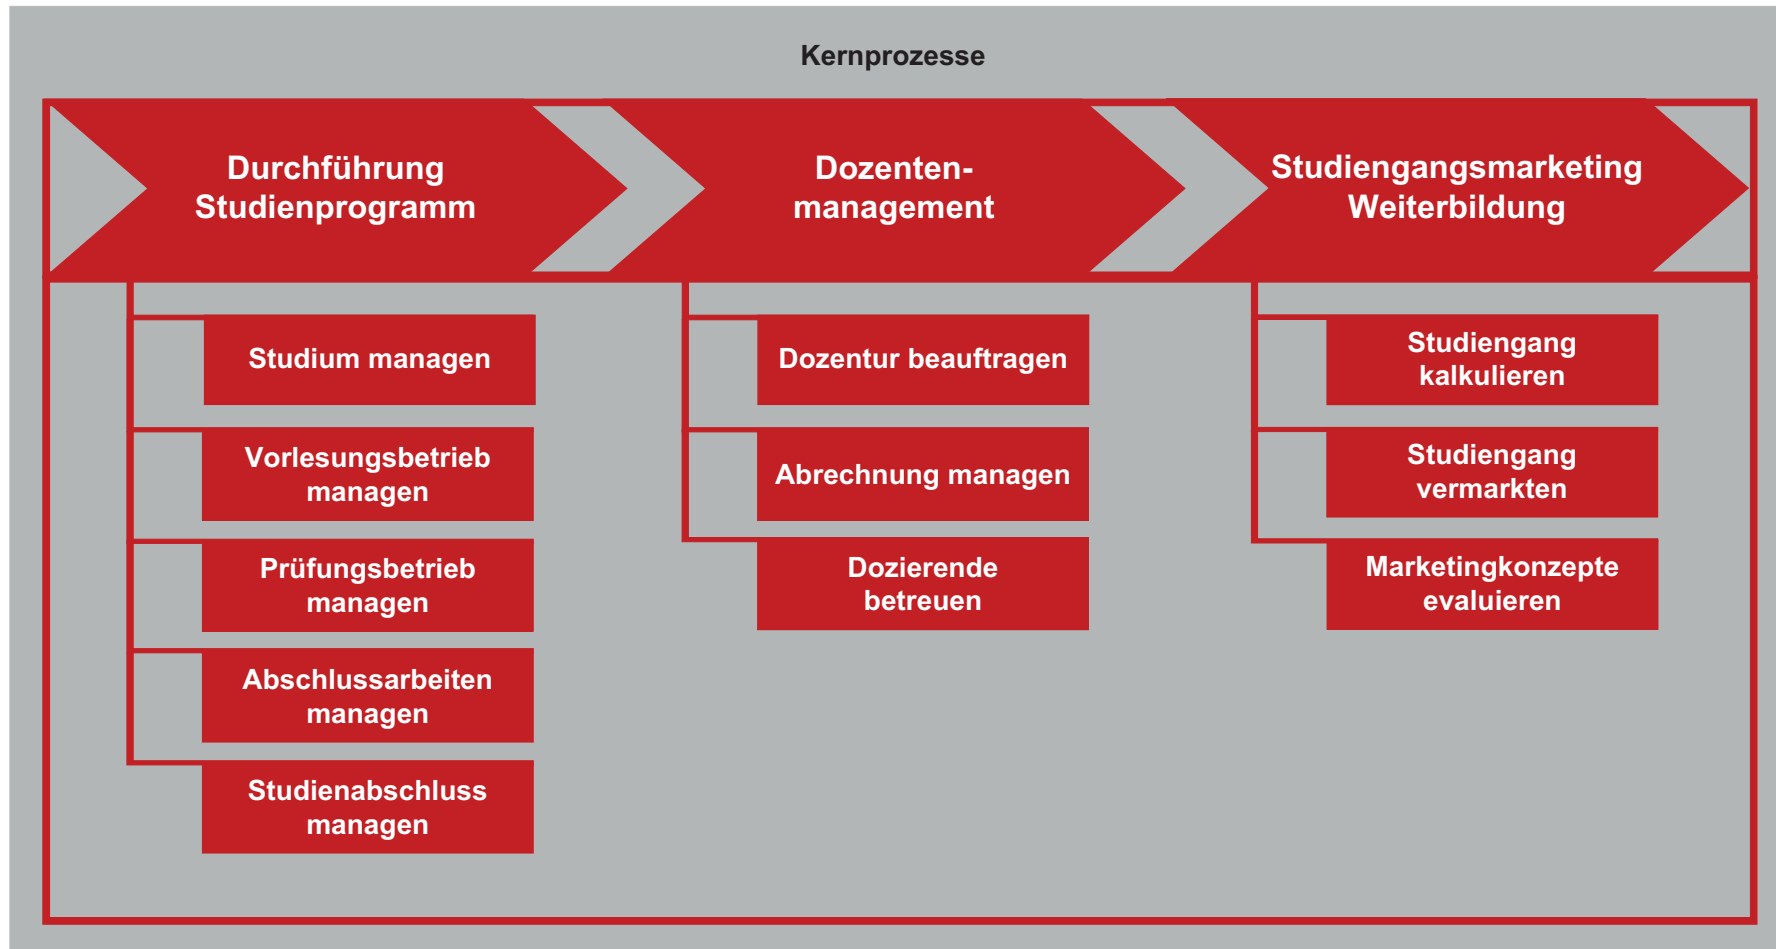 Kernprozesse
Durchführung
Studienprogramm
Dozenten-
management
Studiengangsmarketing
Weiterbildung
Studium managen
Vorlesungsbetrieb
managen
Prüfungsbetrieb
managen
Abschlussarbeiten
managen
Studienabschluss
managen
Dozentur beauftragen
Abrechnung managen
Dozierende
betreuen
Studiengang
kalkulieren
Studiengang
vermarkten
Marketingkonzepte
evaluieren